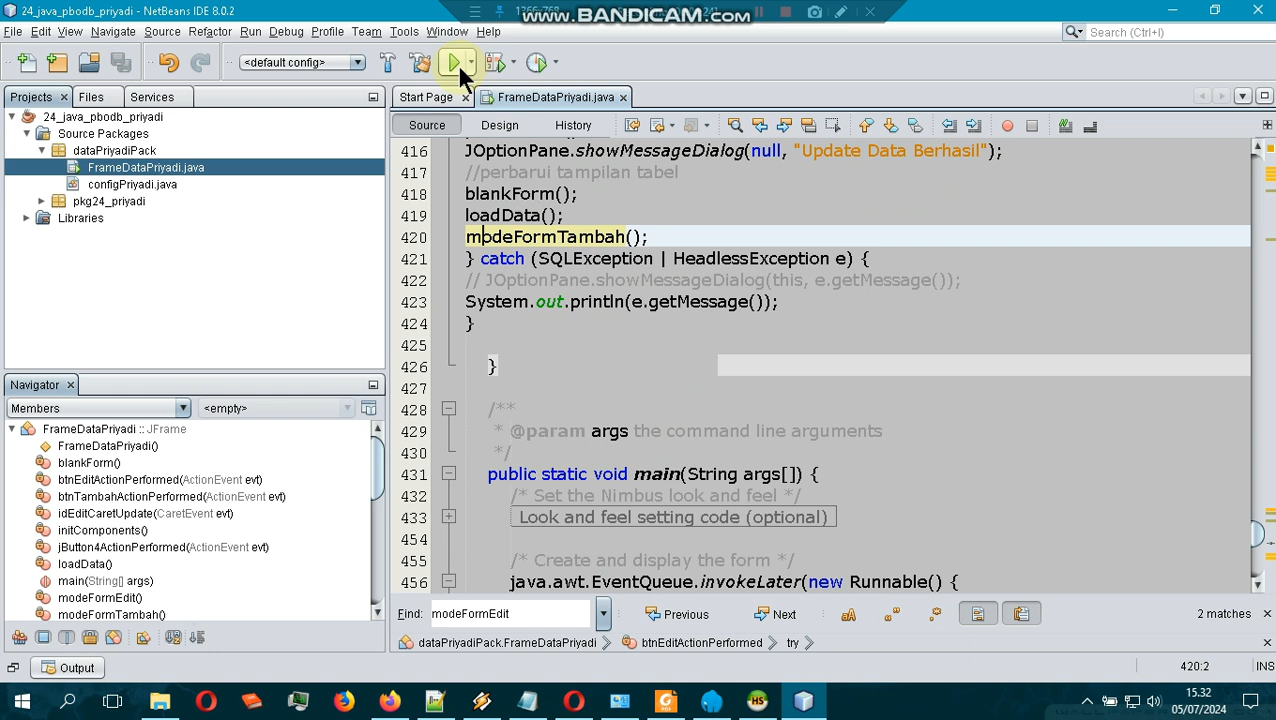 24_java_pbodb_priyadi - NetBeans IDE 8.0.2
1366x768
www.BANDICAM.com
File Edit View Navigate Source Refactor Run Debug Profile Team Tools Window Help
Search (Ctrl+I)
<default config>
Projects Files Services
Start Page FrameDataPriyadi.java
24_java_pbodb_priyadi
Source Packages
dataPriyadiPack
FrameDataPriyadi.java
configPriyadi.java
pkg24_priyadi
Libraries
Source Design History
416 JOptionPane.showMessageDialog(null, "Update Data Berhasil");
417 //perbarui tampilan tabel
418 blankForm();
419 loadData();
420 modeFormTambah();
421 } catch (SQLException | HeadlessException e) {
422 // JOptionPane.showMessageDialog(this, e.getMessage());
423 System.out.println(e.getMessage());
424 }
425
426 }
427
428 /**
429 * @param args the command line arguments
430 */
431 public static void main(String args[]) {
432 /* Set the Nimbus look and feel */
433 Look and feel setting code (optional)
454
455 /* Create and display the form */
456 java.awt.EventQueue.invokeLater(new Runnable() {
Navigator
Members <empty>
FrameDataPriyadi :: JFrame
FrameDataPriyadi()
blankForm()
btnEditActionPerformed(ActionEvent evt)
btnTambahActionPerformed(ActionEvent evt)
idEditCaretUpdate(CaretEvent evt)
initComponents()
jButton4ActionPerformed(ActionEvent evt)
loadData()
main(String[] args)
modeFormEdit()
modeFormTambah()
Find: modeFormEdit Previous Next 2 matches
dataPriyadiPack.FrameDataPriyadi btnEditActionPerformed try
Output
420:2 INS
15.32
05/07/2024